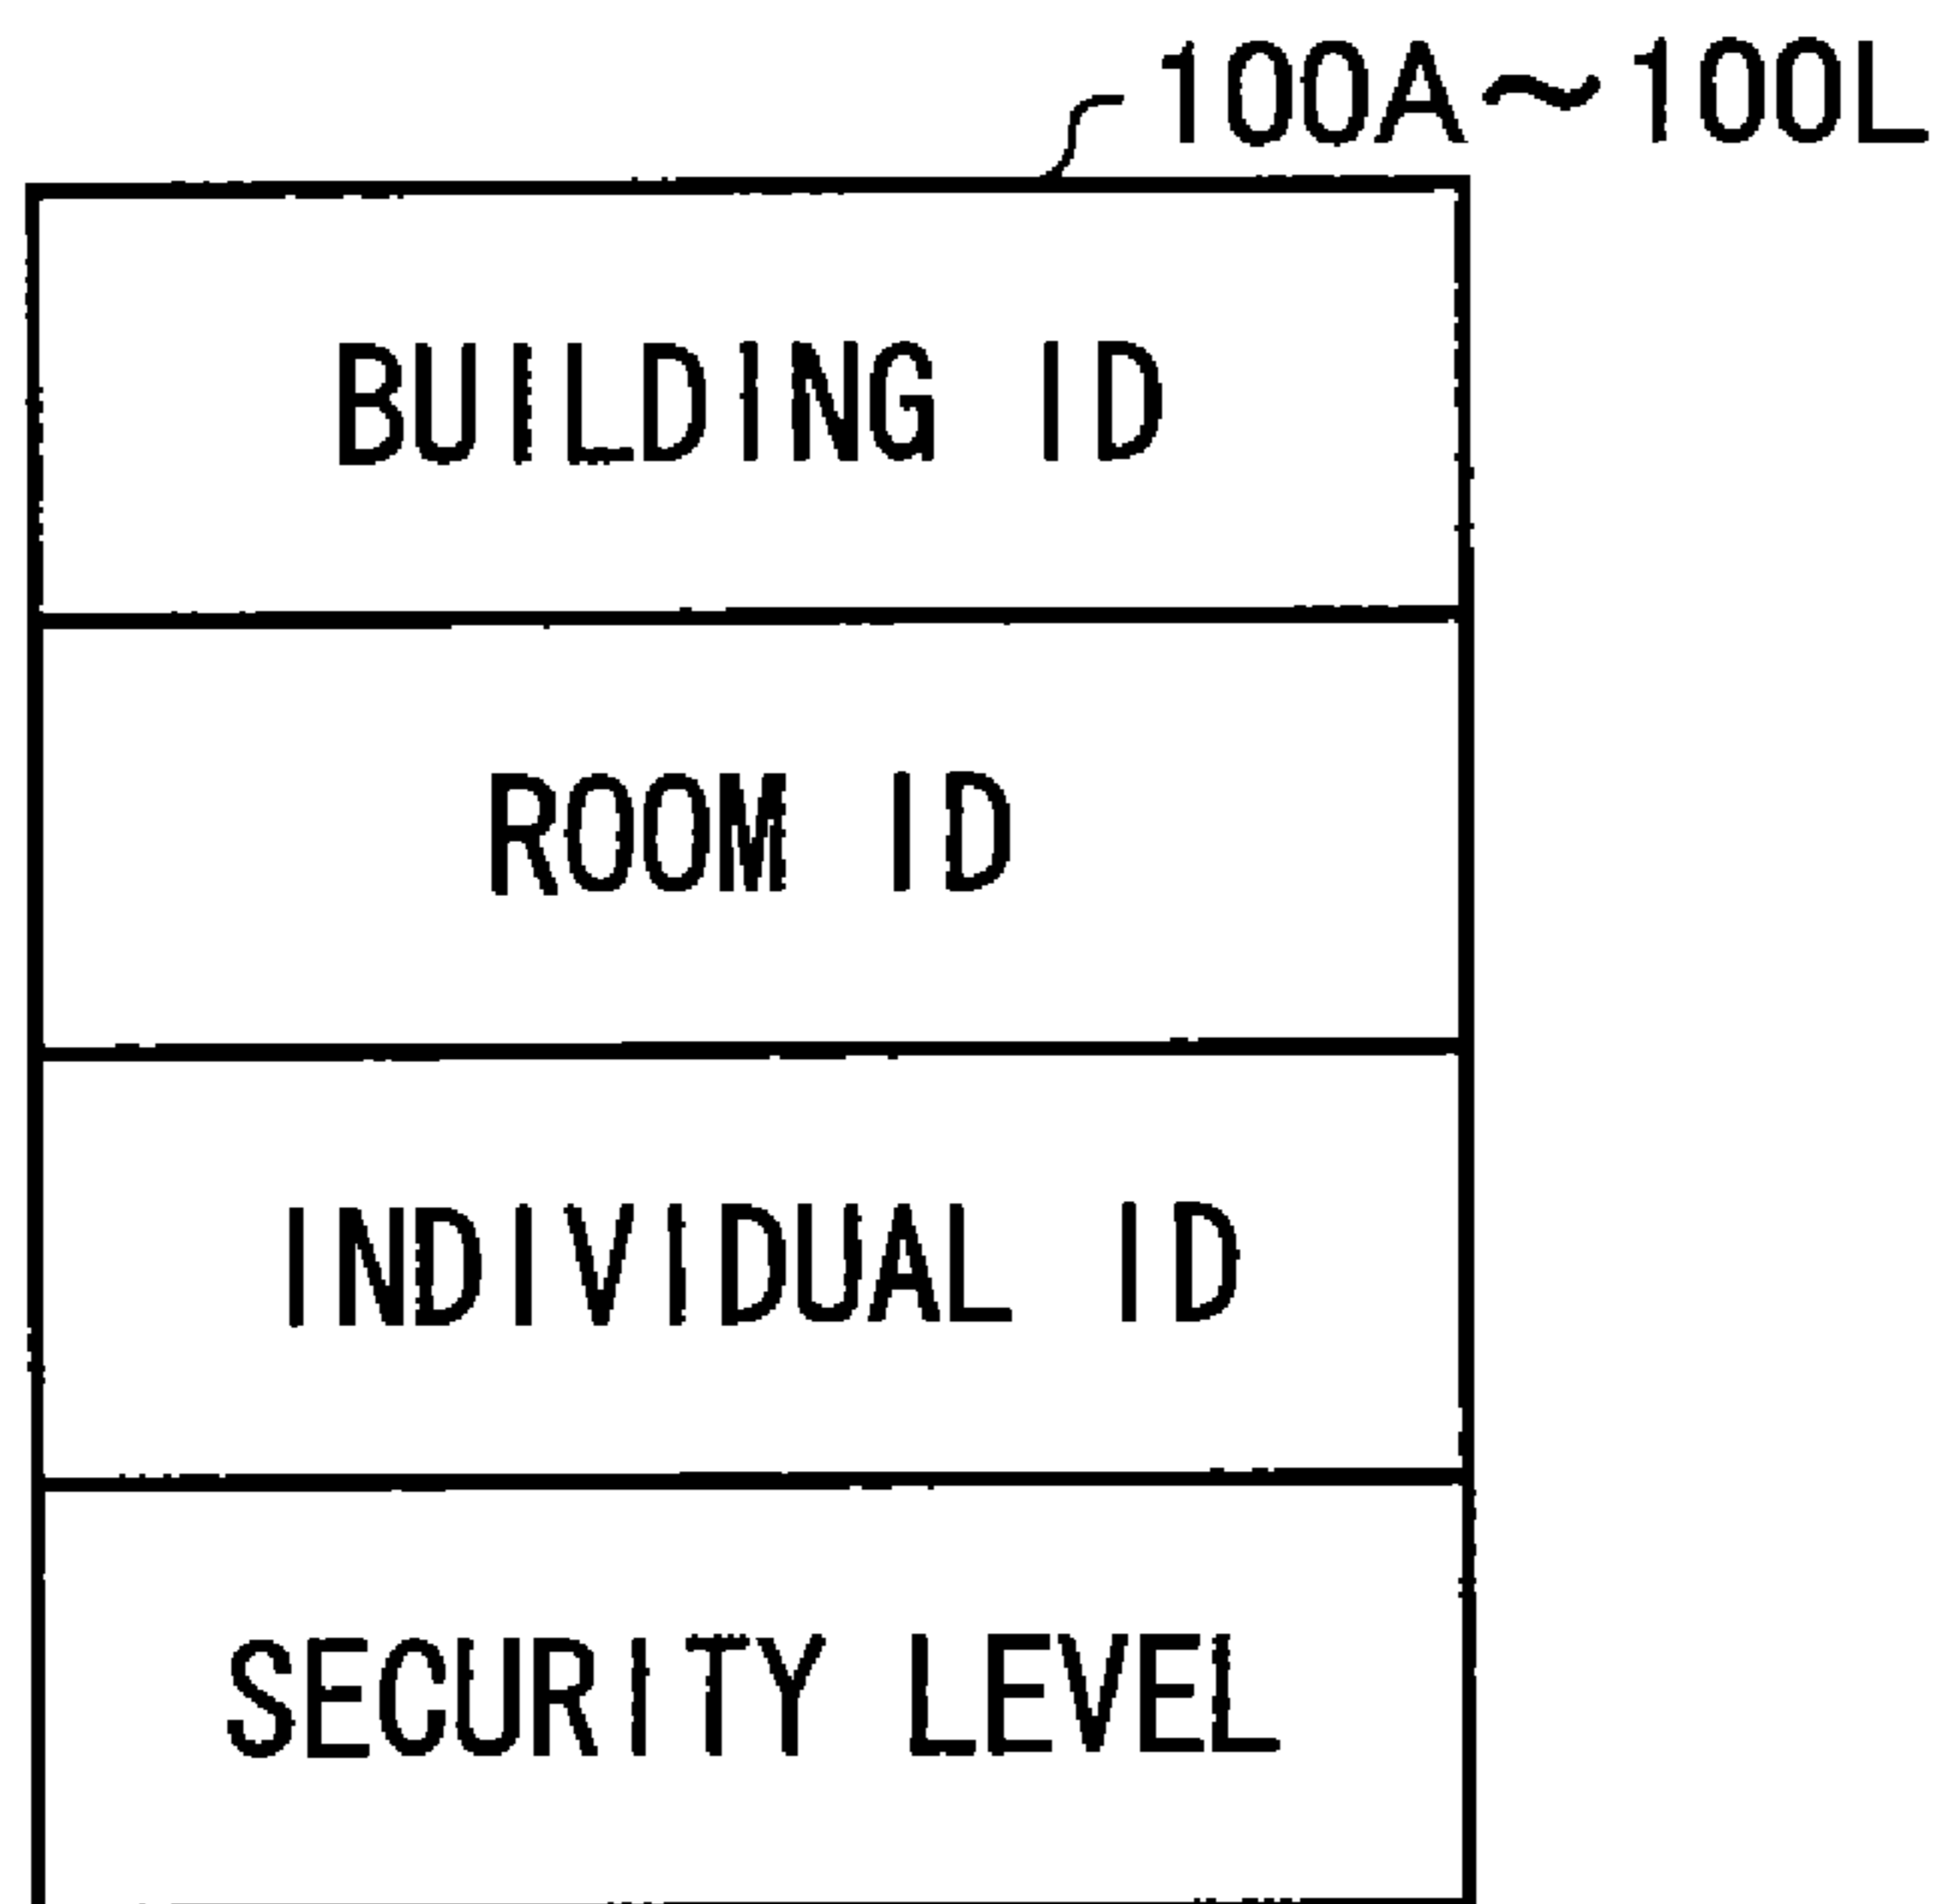 100A~100L
BUILDING ID
ROOM ID
INDIVIDUAL ID
SECURITY LEVEL